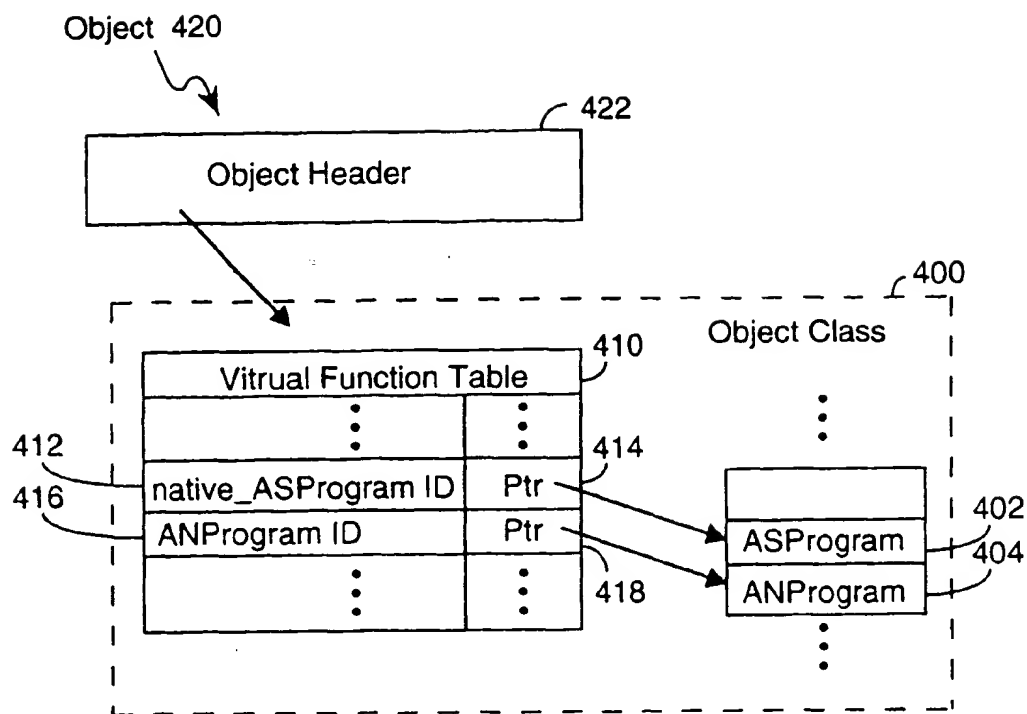 Object 420
422
Object Header
400
Object Class
410
Vitrual Function Table
412
414
native_ASProgram ID
Ptr
416
402
ANProgram ID
Ptr
ASProgram
404
418
ANProgram